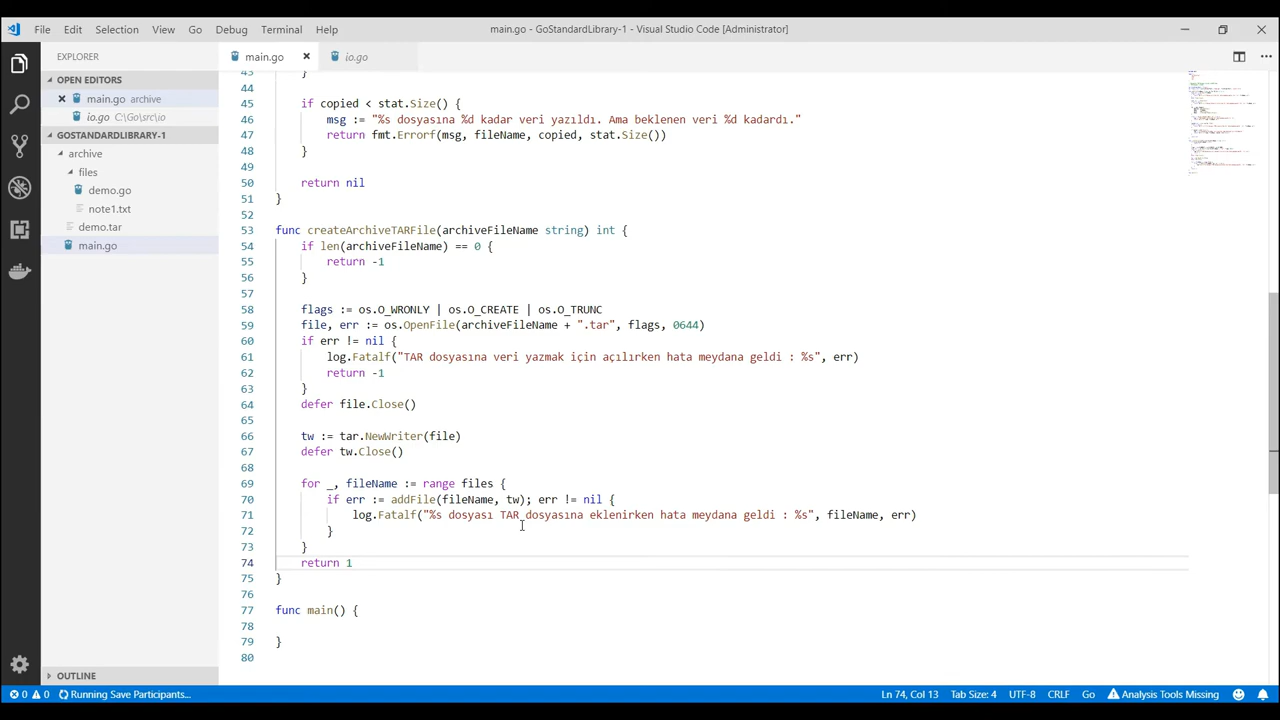 File Edit Selection View Go Debug Terminal Help
main.go - GoStandardLibrary-1 - Visual Studio Code [Administrator]
EXPLORER
main.go
io.go
OPEN EDITORS
main.go archive
io.go C:\Go\src\io
GOSTANDARDLIBRARY-1
archive
files
demo.go
note1.txt
demo.tar
main.go
OUTLINE
43 }
44
45 if copied < stat.Size() {
46 msg := "%s dosyasına %d kadar veri yazıldı. Ama beklenen veri %d kadardı."
47 return fmt.Errorf(msg, fileName, copied, stat.Size())
48 }
49
50 return nil
51 }
52
53 func createArchiveTARFile(archiveFileName string) int {
54 if len(archiveFileName) == 0 {
55 return -1
56 }
57
58 flags := os.O_WRONLY | os.O_CREATE | os.O_TRUNC
59 file, err := os.OpenFile(archiveFileName + ".tar", flags, 0644)
60 if err != nil {
61 log.Fatalf("TAR dosyasına veri yazmak için açılırken hata meydana geldi : %s", err)
62 return -1
63 }
64 defer file.Close()
65
66 tw := tar.NewWriter(file)
67 defer tw.Close()
68
69 for _, fileName := range files {
70 if err := addFile(fileName, tw); err != nil {
71 log.Fatalf("%s dosyası TAR dosyasına eklenirken hata meydana geldi : %s", fileName, err)
72 }
73 }
74 return 1
75 }
76
77 func main() {
78
79 }
80
0 0 Running Save Participants...
Ln 74, Col 13 Tab Size: 4 UTF-8 CRLF Go Analysis Tools Missing